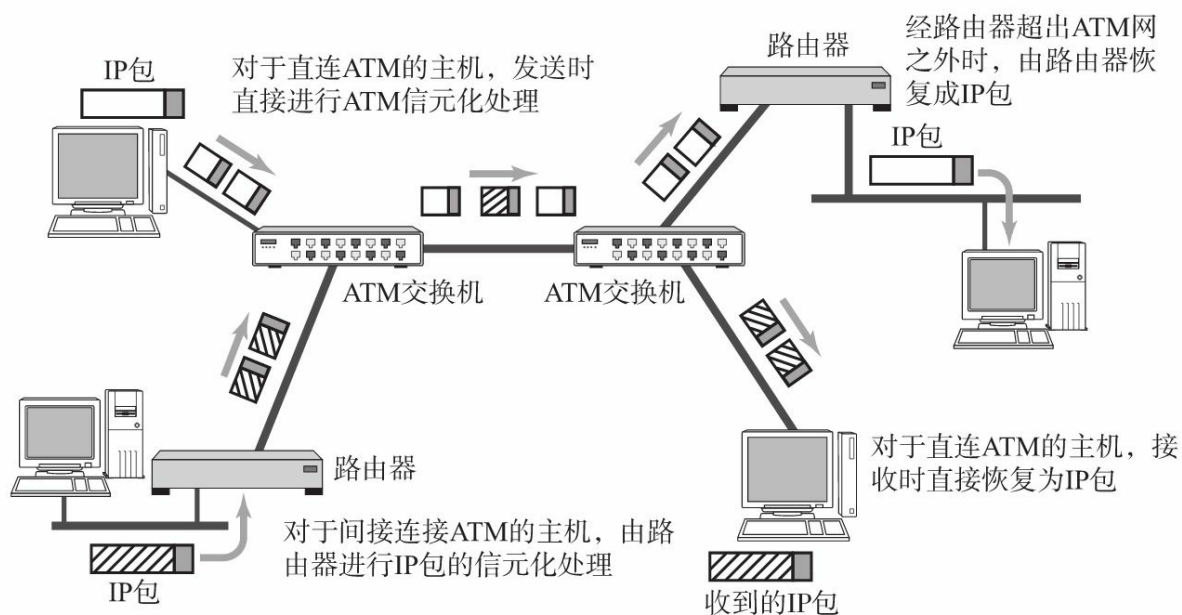 IP包
对于直连ATM的主机，发送时
直接进行ATM信元化处理
路由器
经路由器超出ATM网
之外时，由路由器恢
复成IP包
IP包
ATM交换机
ATM交换机
路由器
对于间接连接ATM的主机，由路
由器进行IP包的信元化处理
IP包
对于直连ATM的主机，接
收时直接恢复为IP包
收到的IP包